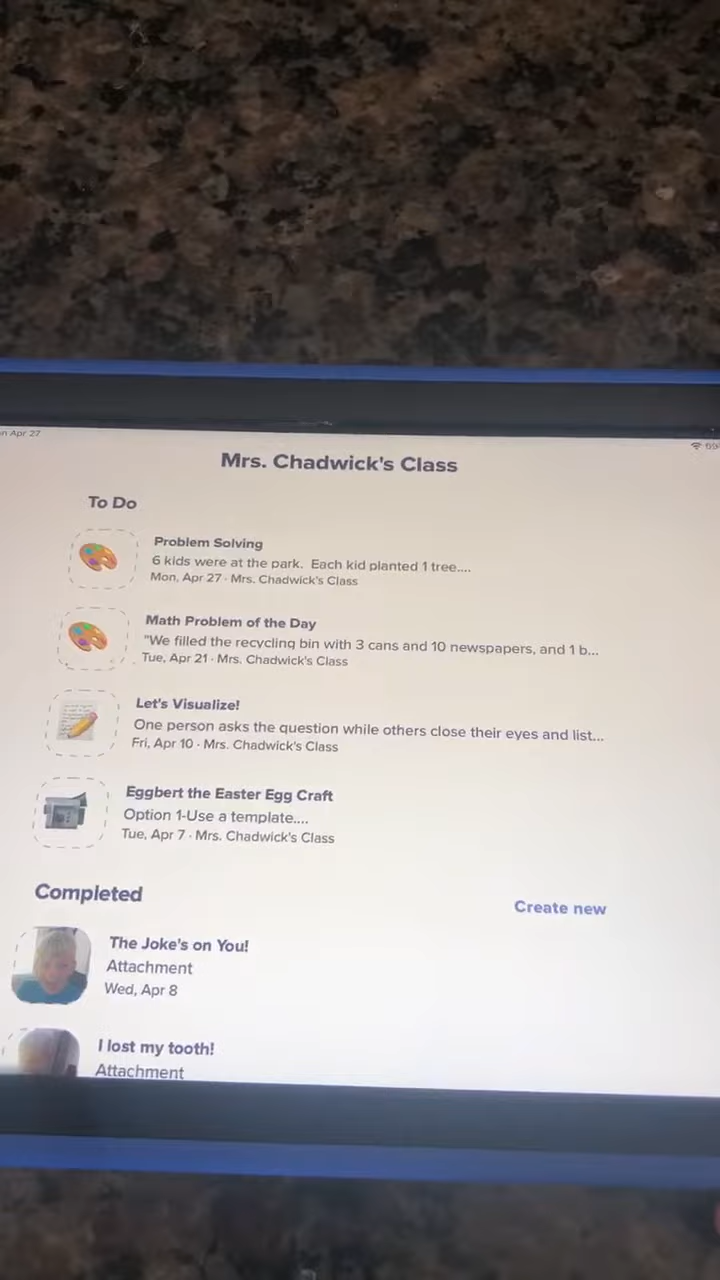 Apr 27
Mrs. Chadwick's Class
To Do
Problem Solving
6 kids were at the park. Each kid planted 1 tree....
Mon, Apr 27 · Mrs. Chadwick's Class
Math Problem of the Day
"We filled the recycling bin with 3 cans and 10 newspapers, and 1 b...
Tue, Apr 21 · Mrs. Chadwick's Class
Let's Visualize!
One person asks the question while others close their eyes and list...
Fri, Apr 10 · Mrs. Chadwick's Class
Eggbert the Easter Egg Craft
Option 1-Use a template....
Tue, Apr 7 · Mrs. Chadwick's Class
Completed
Create new
The Joke's on You!
Attachment
Wed, Apr 8
I lost my tooth!
Attachment